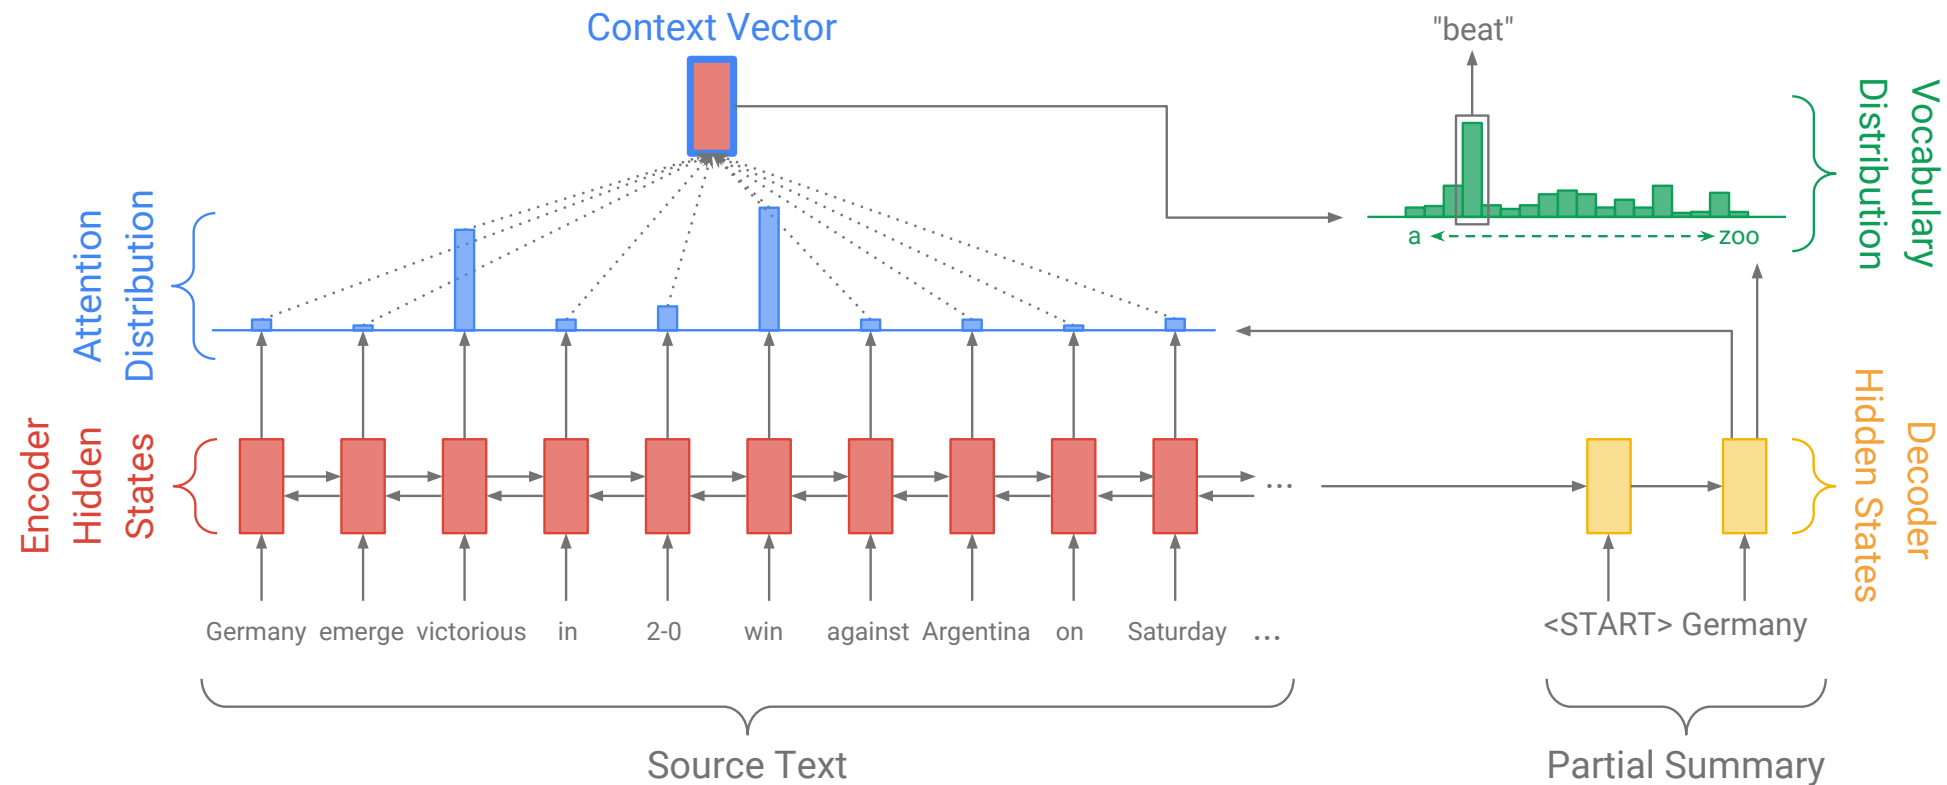 Context Vector
"beat"
Vocabulary
Distribution
a
zoo
Attention
Distribution
Encoder
Hidden
States
...
Decoder
Hidden States
Germany emerge victorious in 2-0 win against Argentina on Saturday ...
<START> Germany
Source Text
Partial Summary